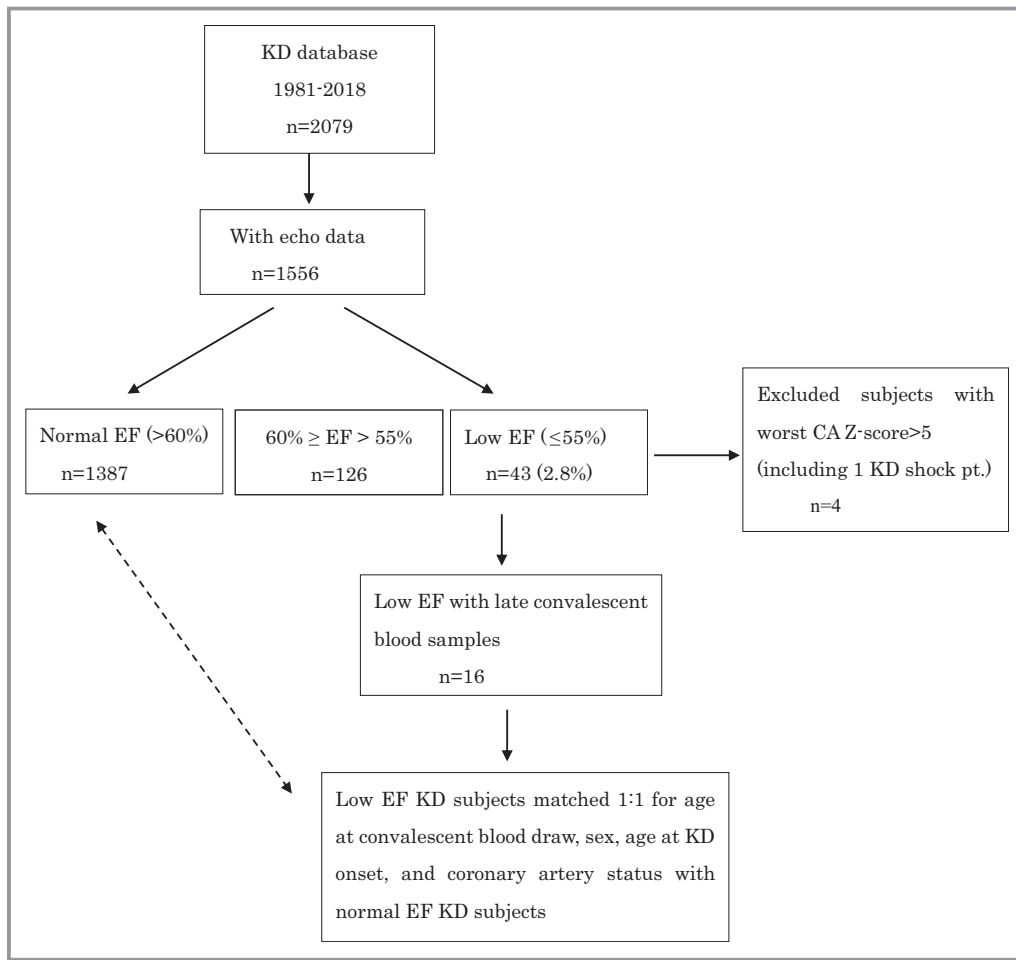 KD database
1981-2018
n=2079
With echo data
n=1556
Normal EF (>60%)
n=1387
60% ≥ EF > 55%
n=126
Low EF (≤55%)
n=43 (2.8%)
Excluded subjects with
worst CA Z-score>5
(including 1 KD shock pt.)
n=4
Low EF with late convalescent
blood samples
n=16
Low EF KD subjects matched 1:1 for age
at convalescent blood draw, sex, age at KD
onset, and coronary artery status with
normal EF KD subjects